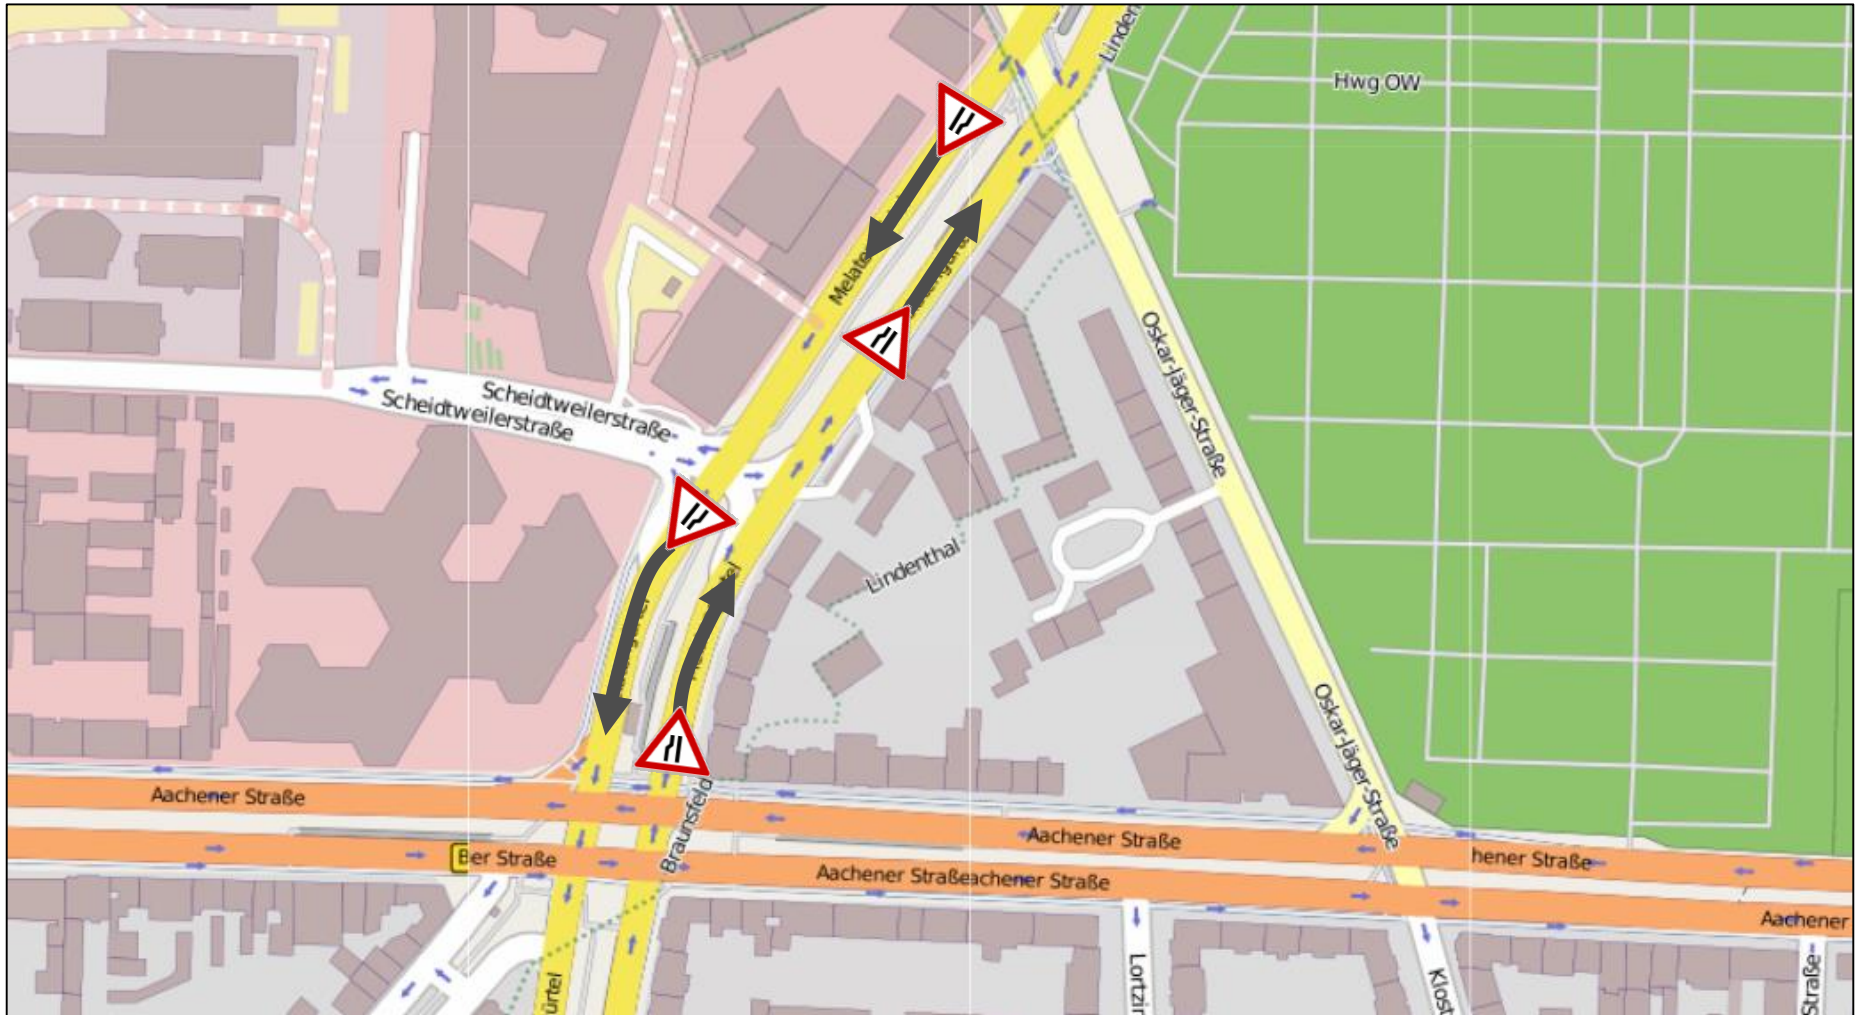 Linden
Hwg OW
Melate
Oskar-Jäger-Straße
Scheidtweilerstraße
Scheidtweilerstraße
Lindenthal
Oskar-Jäger-Straße
Aachener Straße
Aachener Straße
hener Straße
Braunsfeld
Ber Straße
Aachener Straßeachener Straße
Aachener
ürtel
Lortzin
Klost
Straße